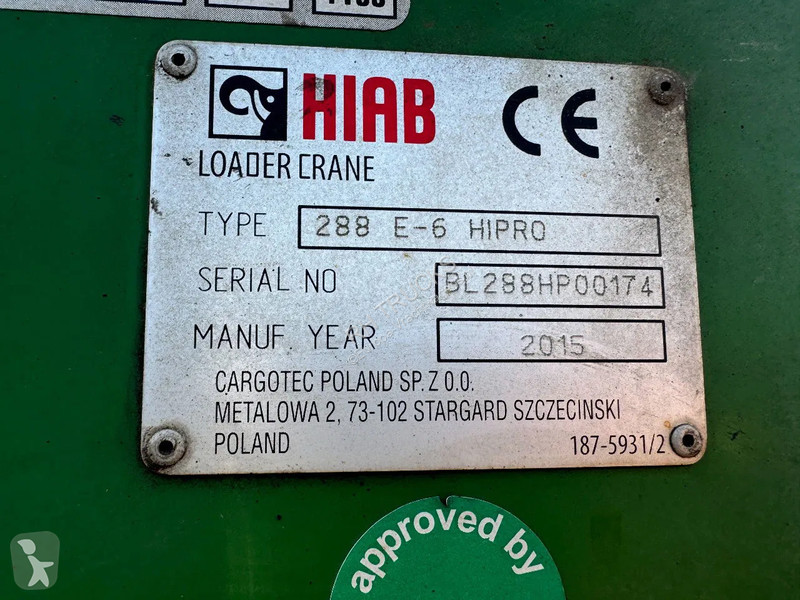 HIAB CE
LOADER CRANE
TYPE 288 E-6 HIPRO
SERIAL NO BL288HP00174
MANUF. YEAR 2015
CARGOTEC POLAND SP. Z O.O.
METALOWA 2, 73-102 STARGARD SZCZECINSKI
POLAND 187-5931/2
approved by